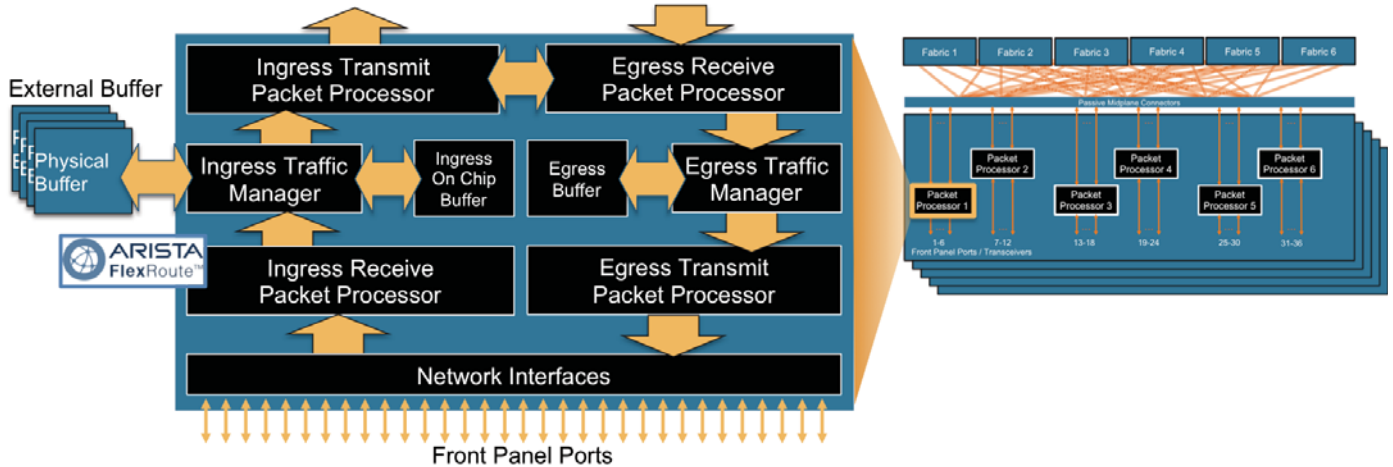 Ingress Transmit
Packet Processor
Egress Receive
Packet Processor
External Buffer
Physical
Buffer
Ingress Traffic
Manager
Ingress
On Chip
Buffer
Egress
Buffer
Egress Traffic
Manager
ARISTA
FlexRoute™
Ingress Receive
Packet Processor
Egress Transmit
Packet Processor
Network Interfaces
Front Panel Ports
Fabric 1
Fabric 2
Fabric 3
Fabric 4
Fabric 5
Fabric 6
Passive Midplane Connectors
Packet
Processor 1
Packet
Processor 2
Packet
Processor 3
Packet
Processor 4
Packet
Processor 5
Packet
Processor 6
1-6
7-12
13-18
19-24
25-30
31-36
Front Panel Ports / Transceivers